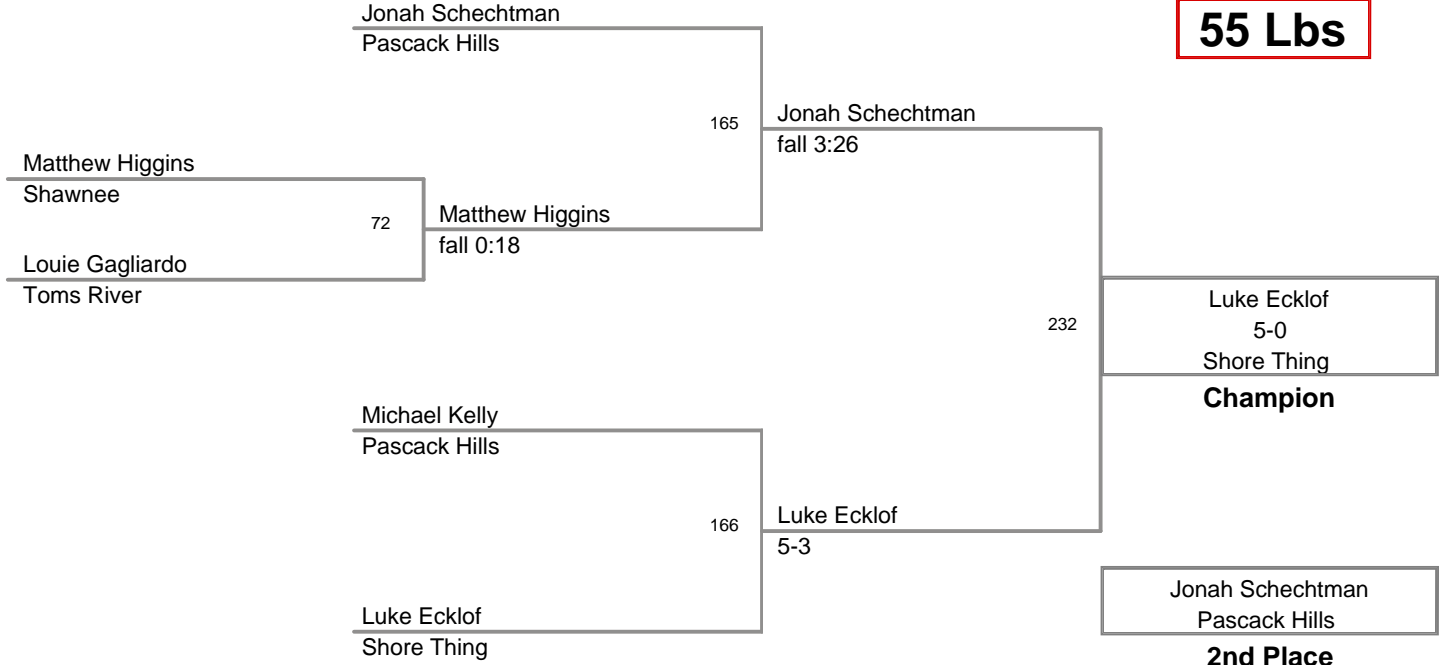 Jonah Schechtman
Pascack Hills
55 Lbs
165
Jonah Schechtman
fall 3:26
Matthew Higgins
Shawnee
72
Matthew Higgins
fall 0:18
Louie Gagliardo
Toms River
232
Luke Ecklof
5-0
Shore Thing
Champion
Michael Kelly
Pascack Hills
166
Luke Ecklof
5-3
Luke Ecklof
Shore Thing
Jonah Schechtman
Pascack Hills
2nd Place